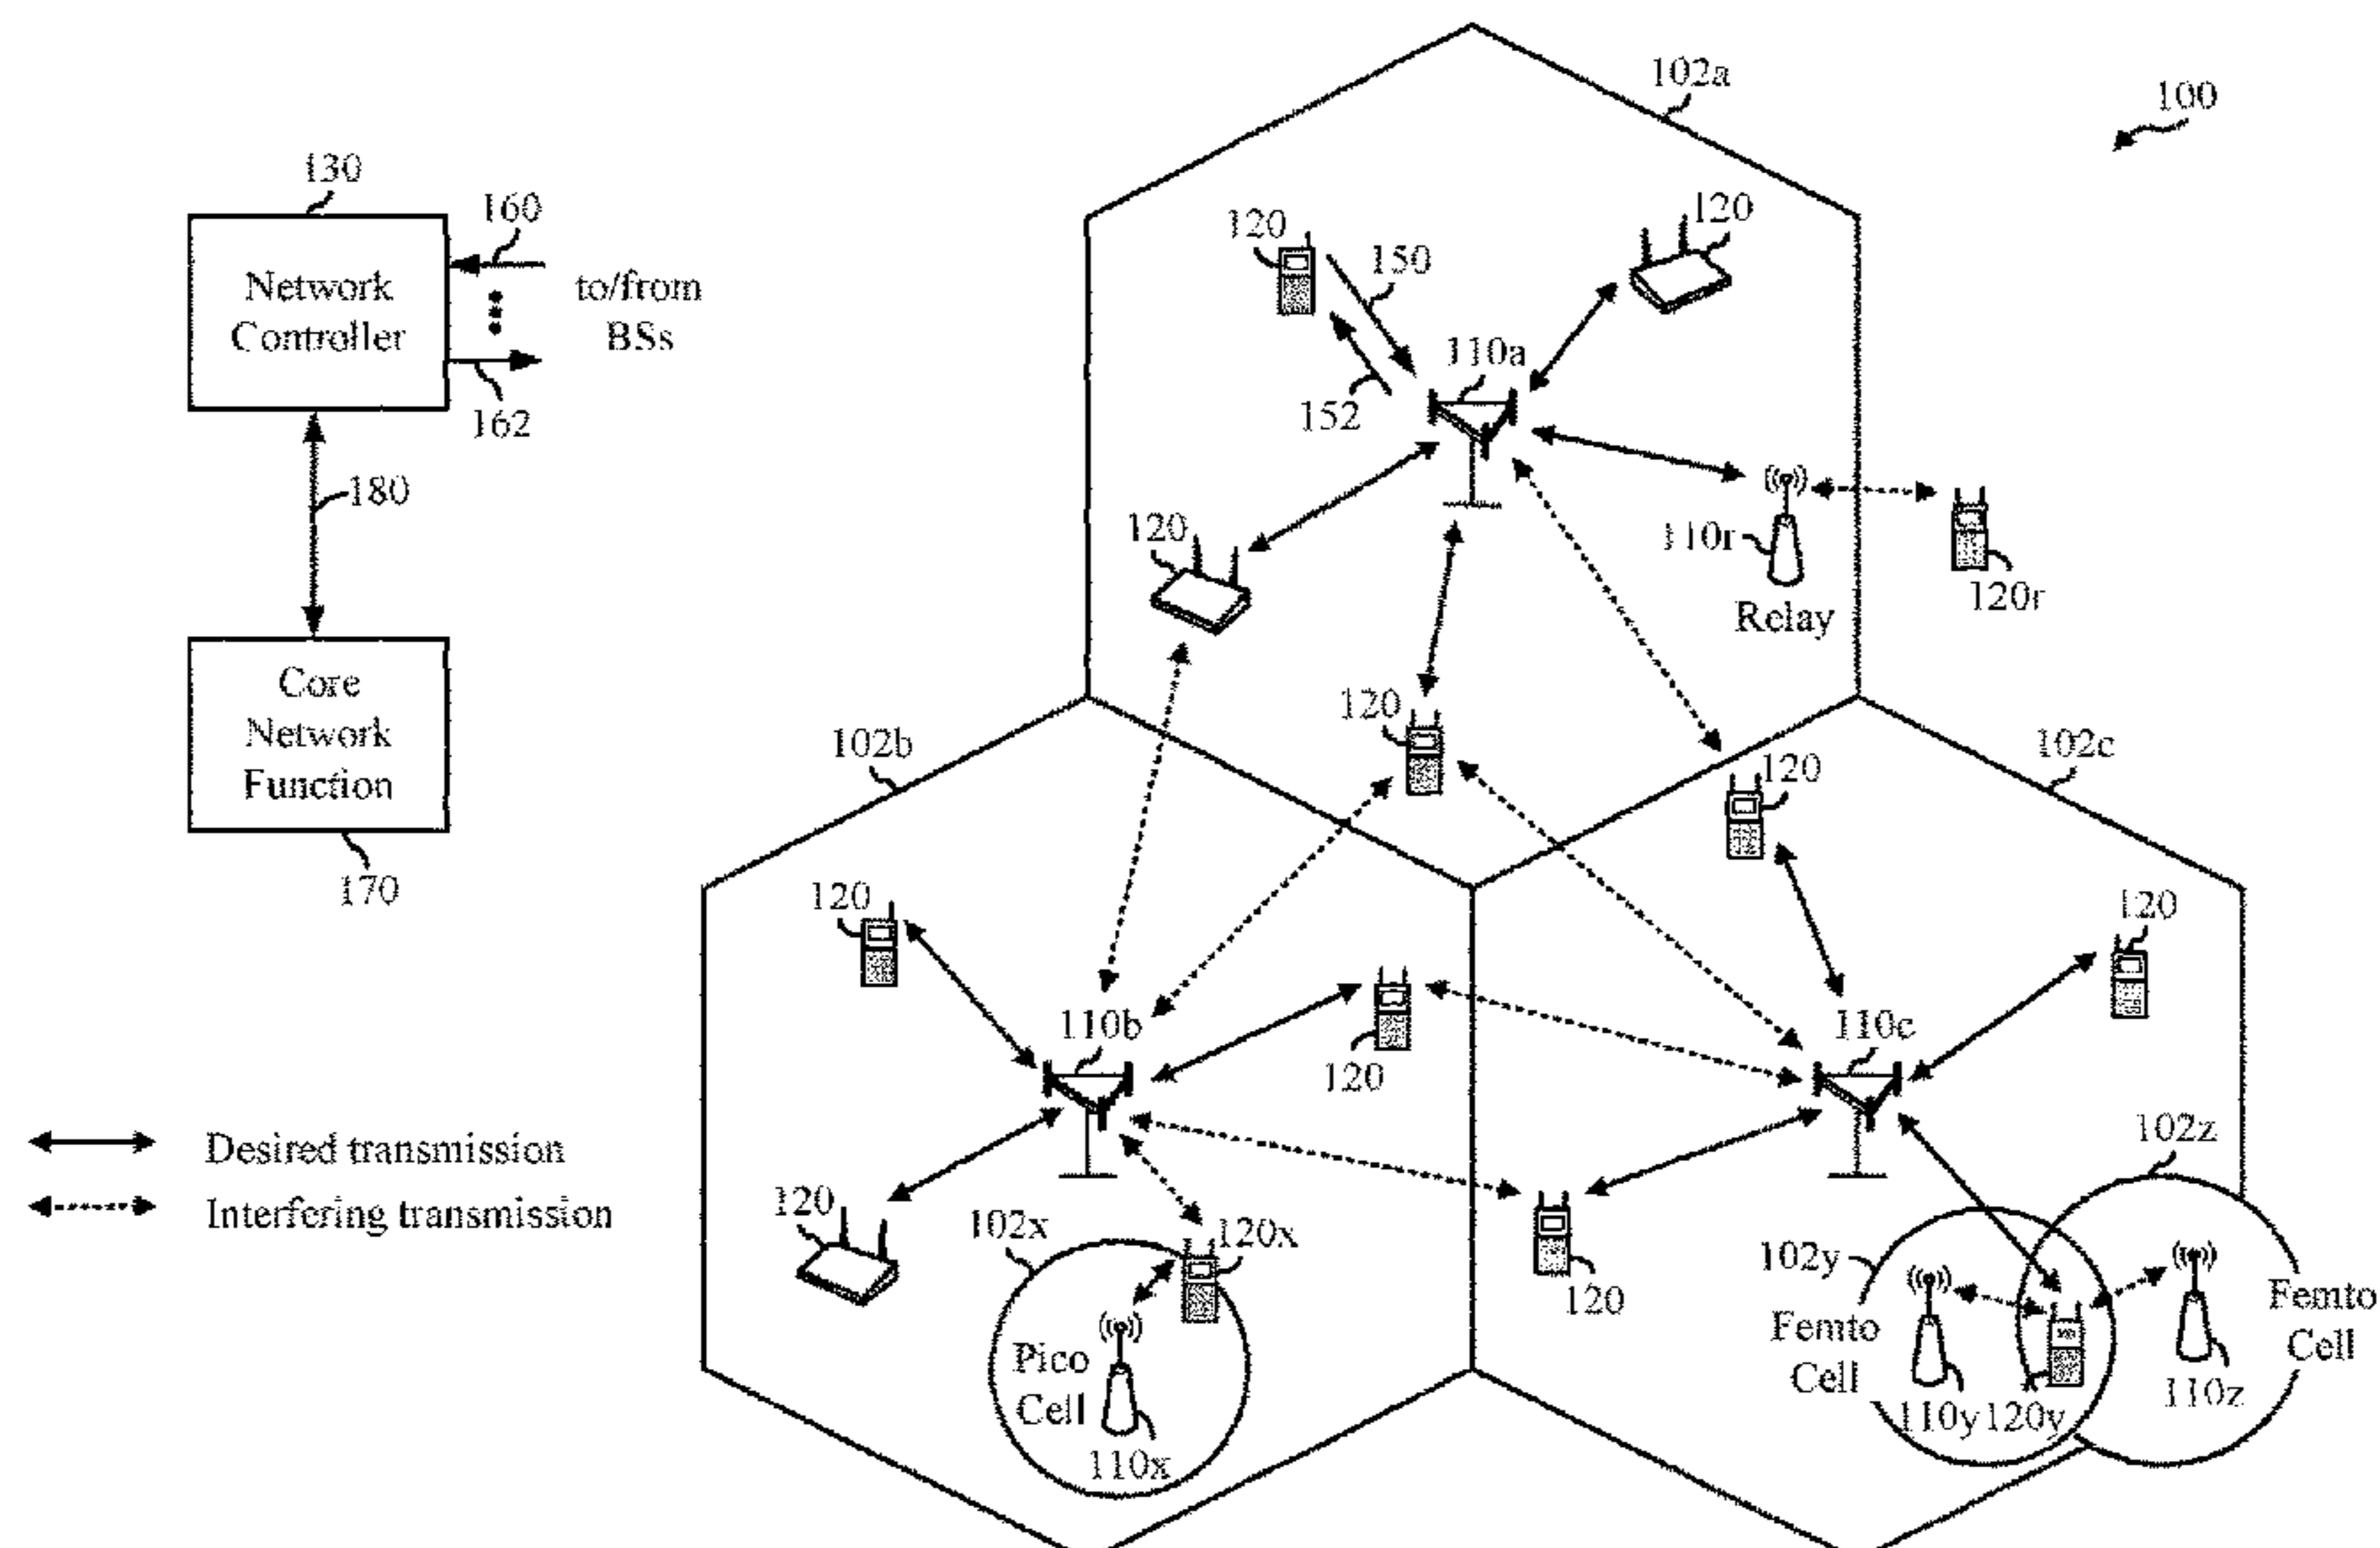 102a
100
130
160
Network
Controller
to/from
BSs
162
180
Core
Network
Function
170
120
120
150
110a
152
120
110r
Relay
120r
120
120
102b
102c
120
120
110b
120
110c
102z
Desired transmission
Interfering transmission
120
102x
120x
Pico
Cell
110x
120
102y
Femto
Cell
110y
120y
110z
Femto
Cell